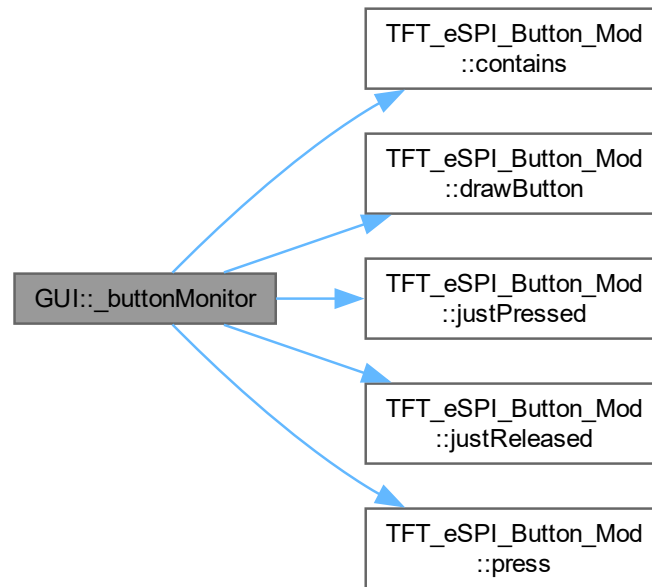 TFT_eSPI_Button_Mod
::contains
TFT_eSPI_Button_Mod
::drawButton
GUI::_buttonMonitor
TFT_eSPI_Button_Mod
::justPressed
TFT_eSPI_Button_Mod
::justReleased
TFT_eSPI_Button_Mod
::press